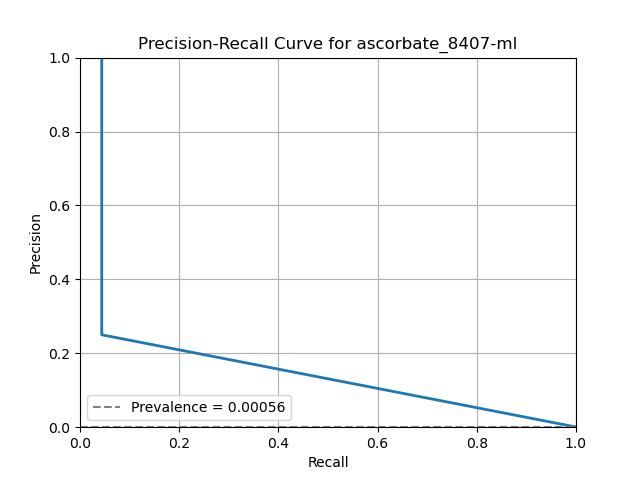 Precision-Recall Curve for ascorbate_8407-ml
1.0
0.8
0.6
0.4
0.2
0.0
Precision
Prevalence = 0.00056
0.0 0.2 0.4 0.6 0.8 1.0
Recall